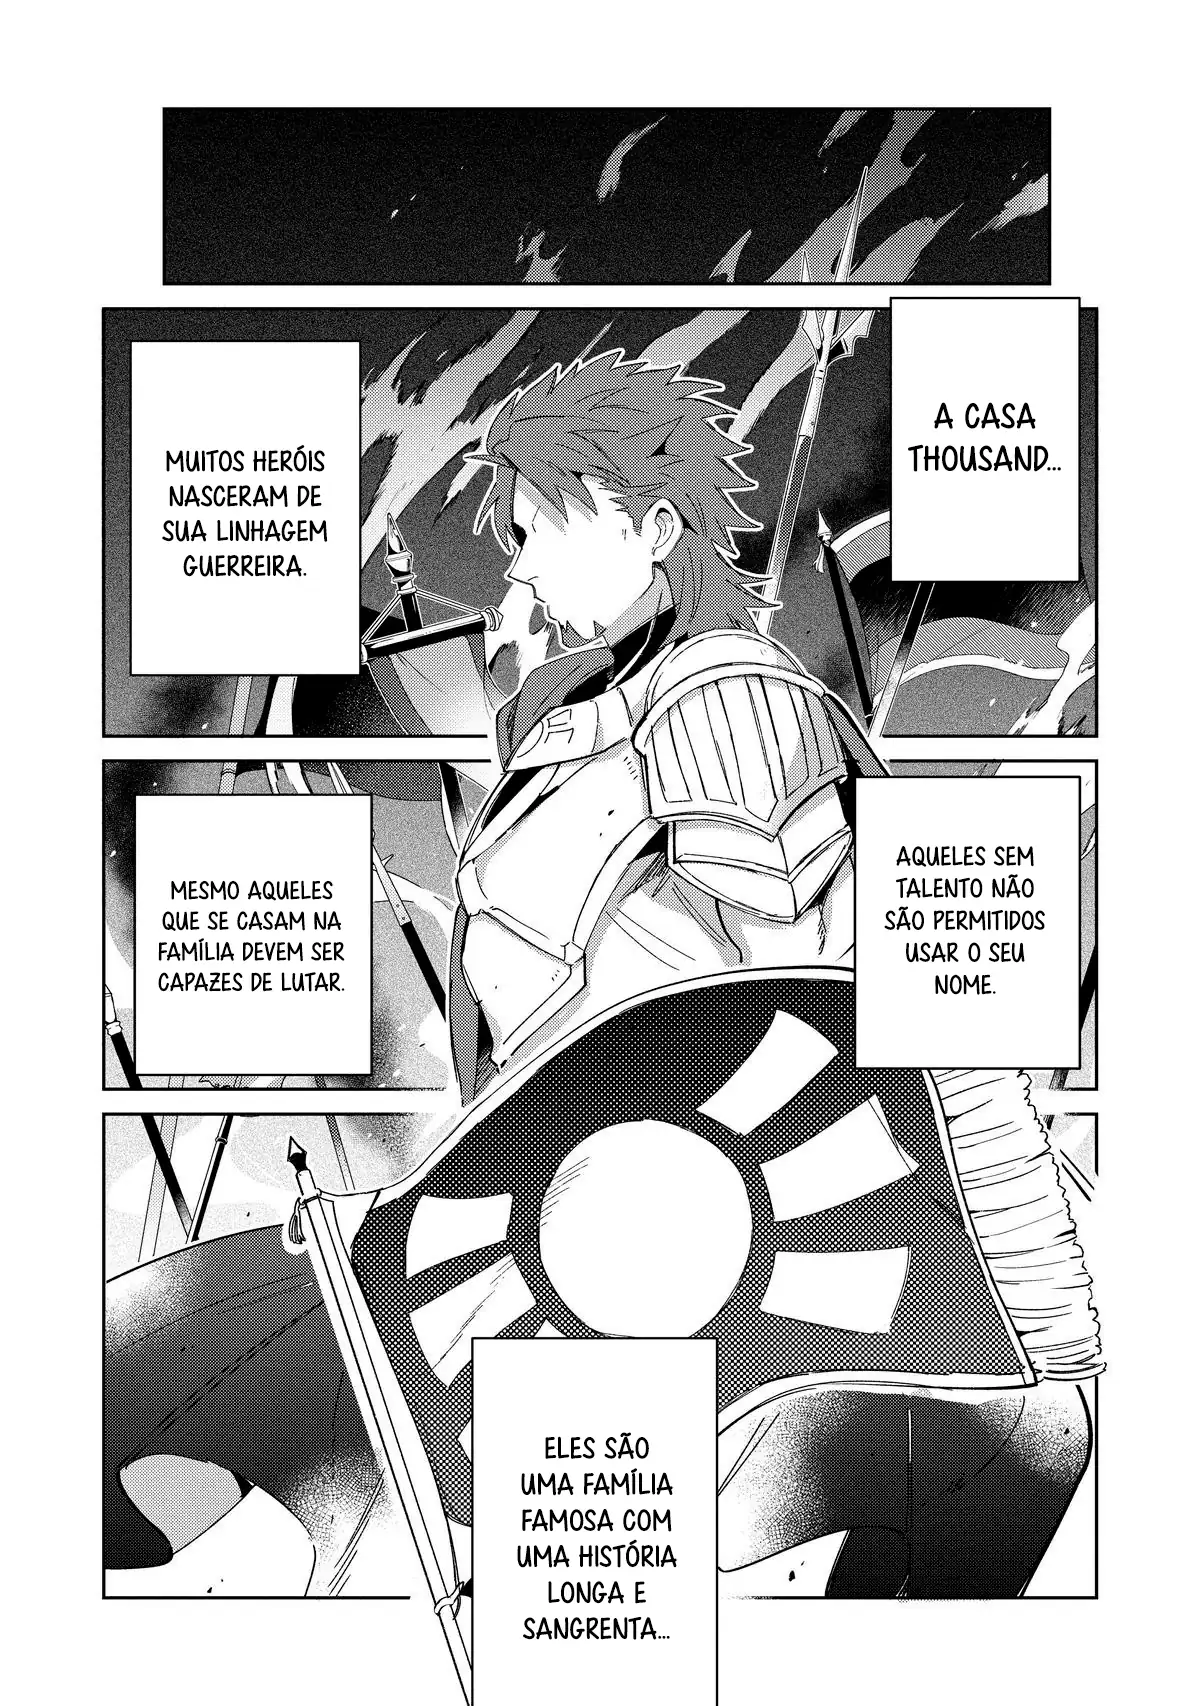 A CASA
THOUSAND...
MUITOS HERÓIS
NASCERAM DE
SUA LINHAGEM
GUERREIRA.
AQUELES SEM
TALENTO NÃO
SÃO PERMITIDOS
USAR O SEU
NOME.
MESMO AQUELES
QUE SE CASAM NA
FAMÍLIA DEVEM SER
CAPAZES DE LUTAR.
ELES SÃO
UMA FAMÍLIA
FAMOSA COM
UMA HISTÓRIA
LONGA E
SANGRENTA...